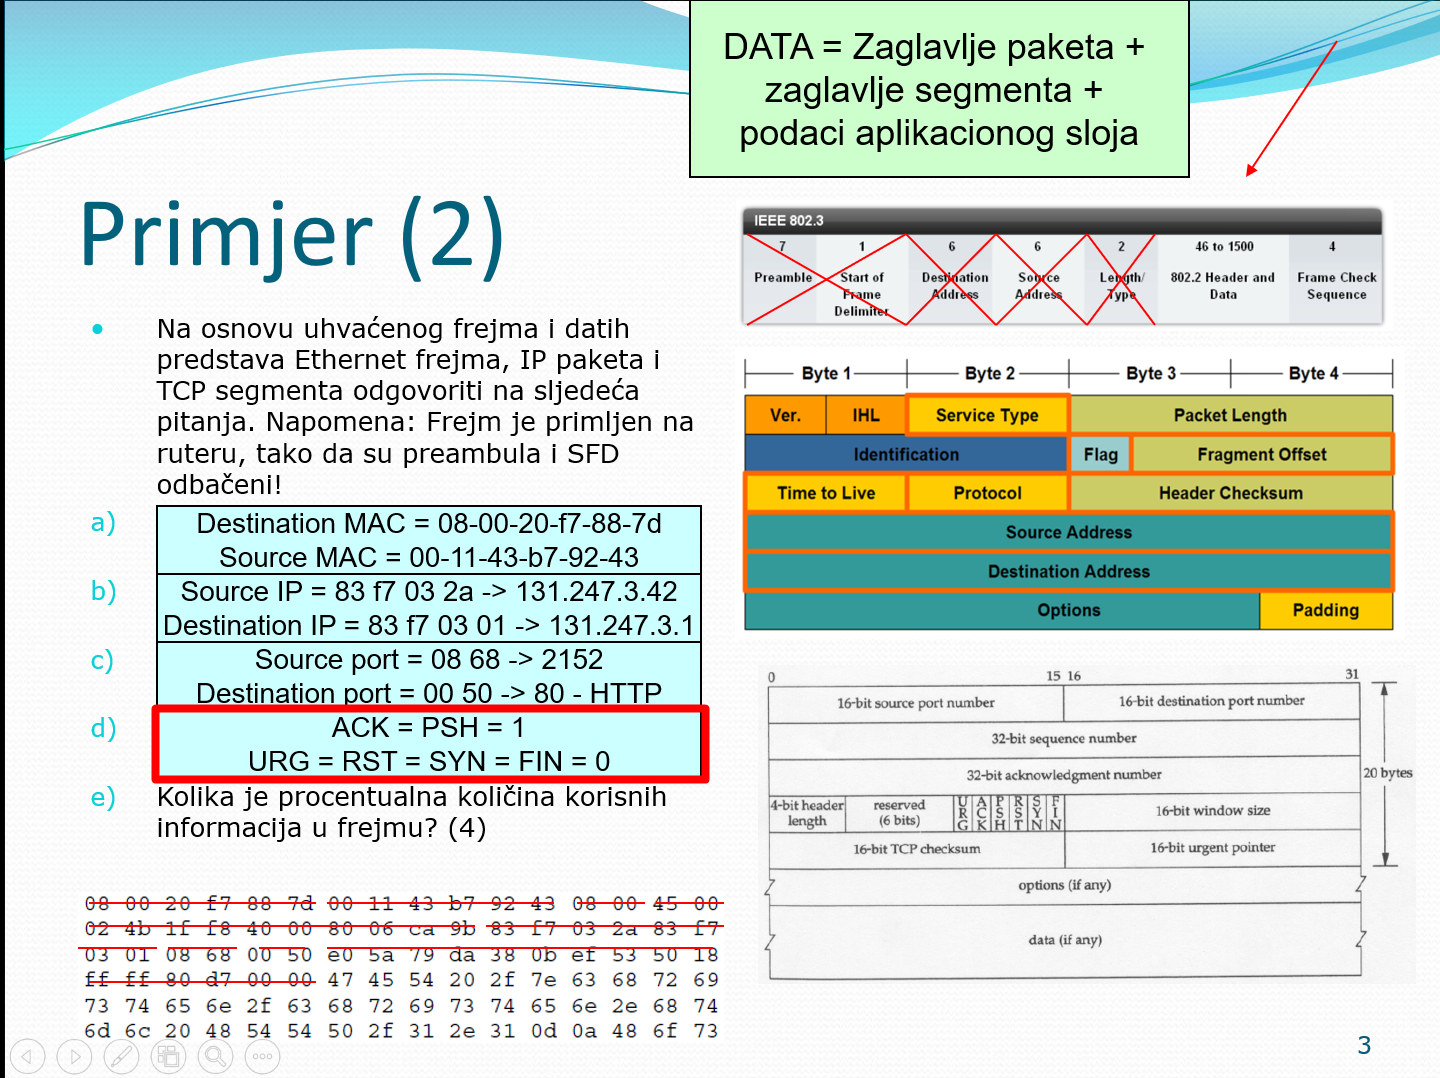 DATA = Zaglavlje paketa +
zaglavlje segmenta +
podaci aplikacionog sloja
Primjer (2)
• Na osnovu uhvaćenog frejma i datih
predstava Ethernet frejma, IP paketa i
TCP segmenta odgovoriti na sljedeća
pitanja. Napomena: Frejm je primljen na
ruteru, tako da su preambula i SFD
odbačeni!
a) Destination MAC = 08-00-20-f7-88-7d
Source MAC = 00-11-43-b7-92-43
b) Source IP = 83 f7 03 2a -> 131.247.3.42
Destination IP = 83 f7 03 01 -> 131.247.3.1
c) Source port = 08 68 -> 2152
Destination port = 00 50 -> 80 - HTTP
d) ACK = PSH = 1
URG = RST = SYN = FIN = 0
e) Kolika je procentualna količina korisnih
informacija u frejmu? (4)
08 00 20 f7 88 7d 00 11 43 b7 92 43 08 00 45 00
02 4b 1f f8 40 00 80 06 ca 9b 83 f7 03 2a 83 f7
03 01 08 68 00 50 e0 5a 79 da 38 0b ef 53 50 18
ff ff 80 d7 00 00 47 45 54 20 2f 7e 63 68 72 69
73 74 65 6e 2f 63 68 72 69 73 74 65 6e 2e 68 74
6d 6c 20 48 54 54 50 2f 31 2e 31 0d 0a 48 6f 73
IEEE 802.3
7 1 6 6 2 46 to 1500 4
Preamble Start of Frame Delimiter Destination Address Source Address Length/ Type 802.2 Header and Data Frame Check Sequence
Byte 1 Byte 2 Byte 3 Byte 4
Ver. IHL Service Type Packet Length
Identification Flag Fragment Offset
Time to Live Protocol Header Checksum
Source Address
Destination Address
Options Padding
0 15 16 31
16-bit source port number 16-bit destination port number
32-bit sequence number
32-bit acknowledgment number
20 bytes
4-bit header length reserved (6 bits) URG ACK PSH RST SYN FIN 16-bit window size
16-bit TCP checksum 16-bit urgent pointer
options (if any)
data (if any)
3